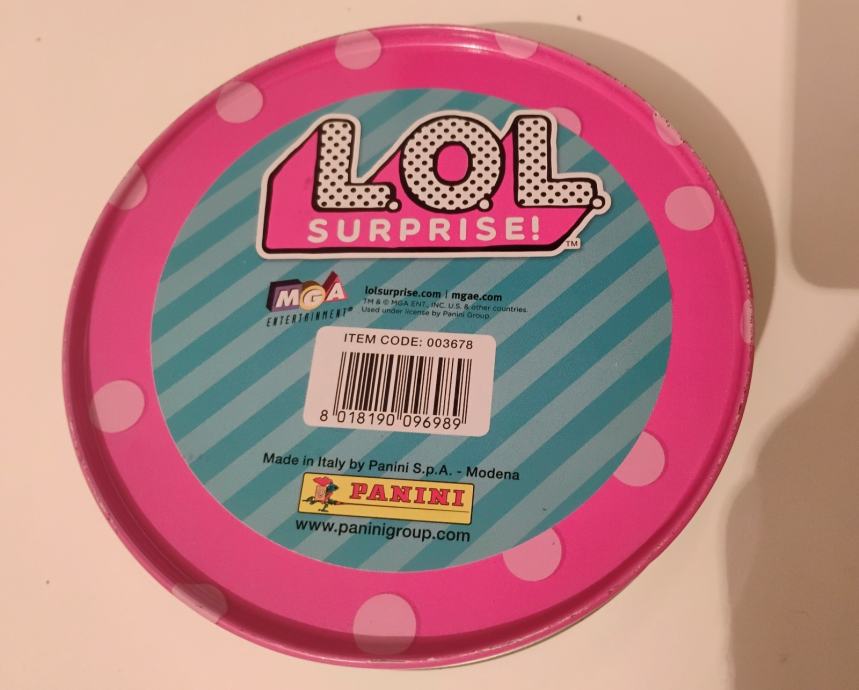 L.O.L.
SURPRISE!
TM
MGA
ENTERTAINMENT®
lolsurprise.com | mgae.com
TM & © MGA ENT., INC. U.S. & other countries.
Used under license by Panini Group.
ITEM CODE: 003678
8 018190 096989
Made in Italy by Panini S.p.A. - Modena
PANINI
www.paninigroup.com